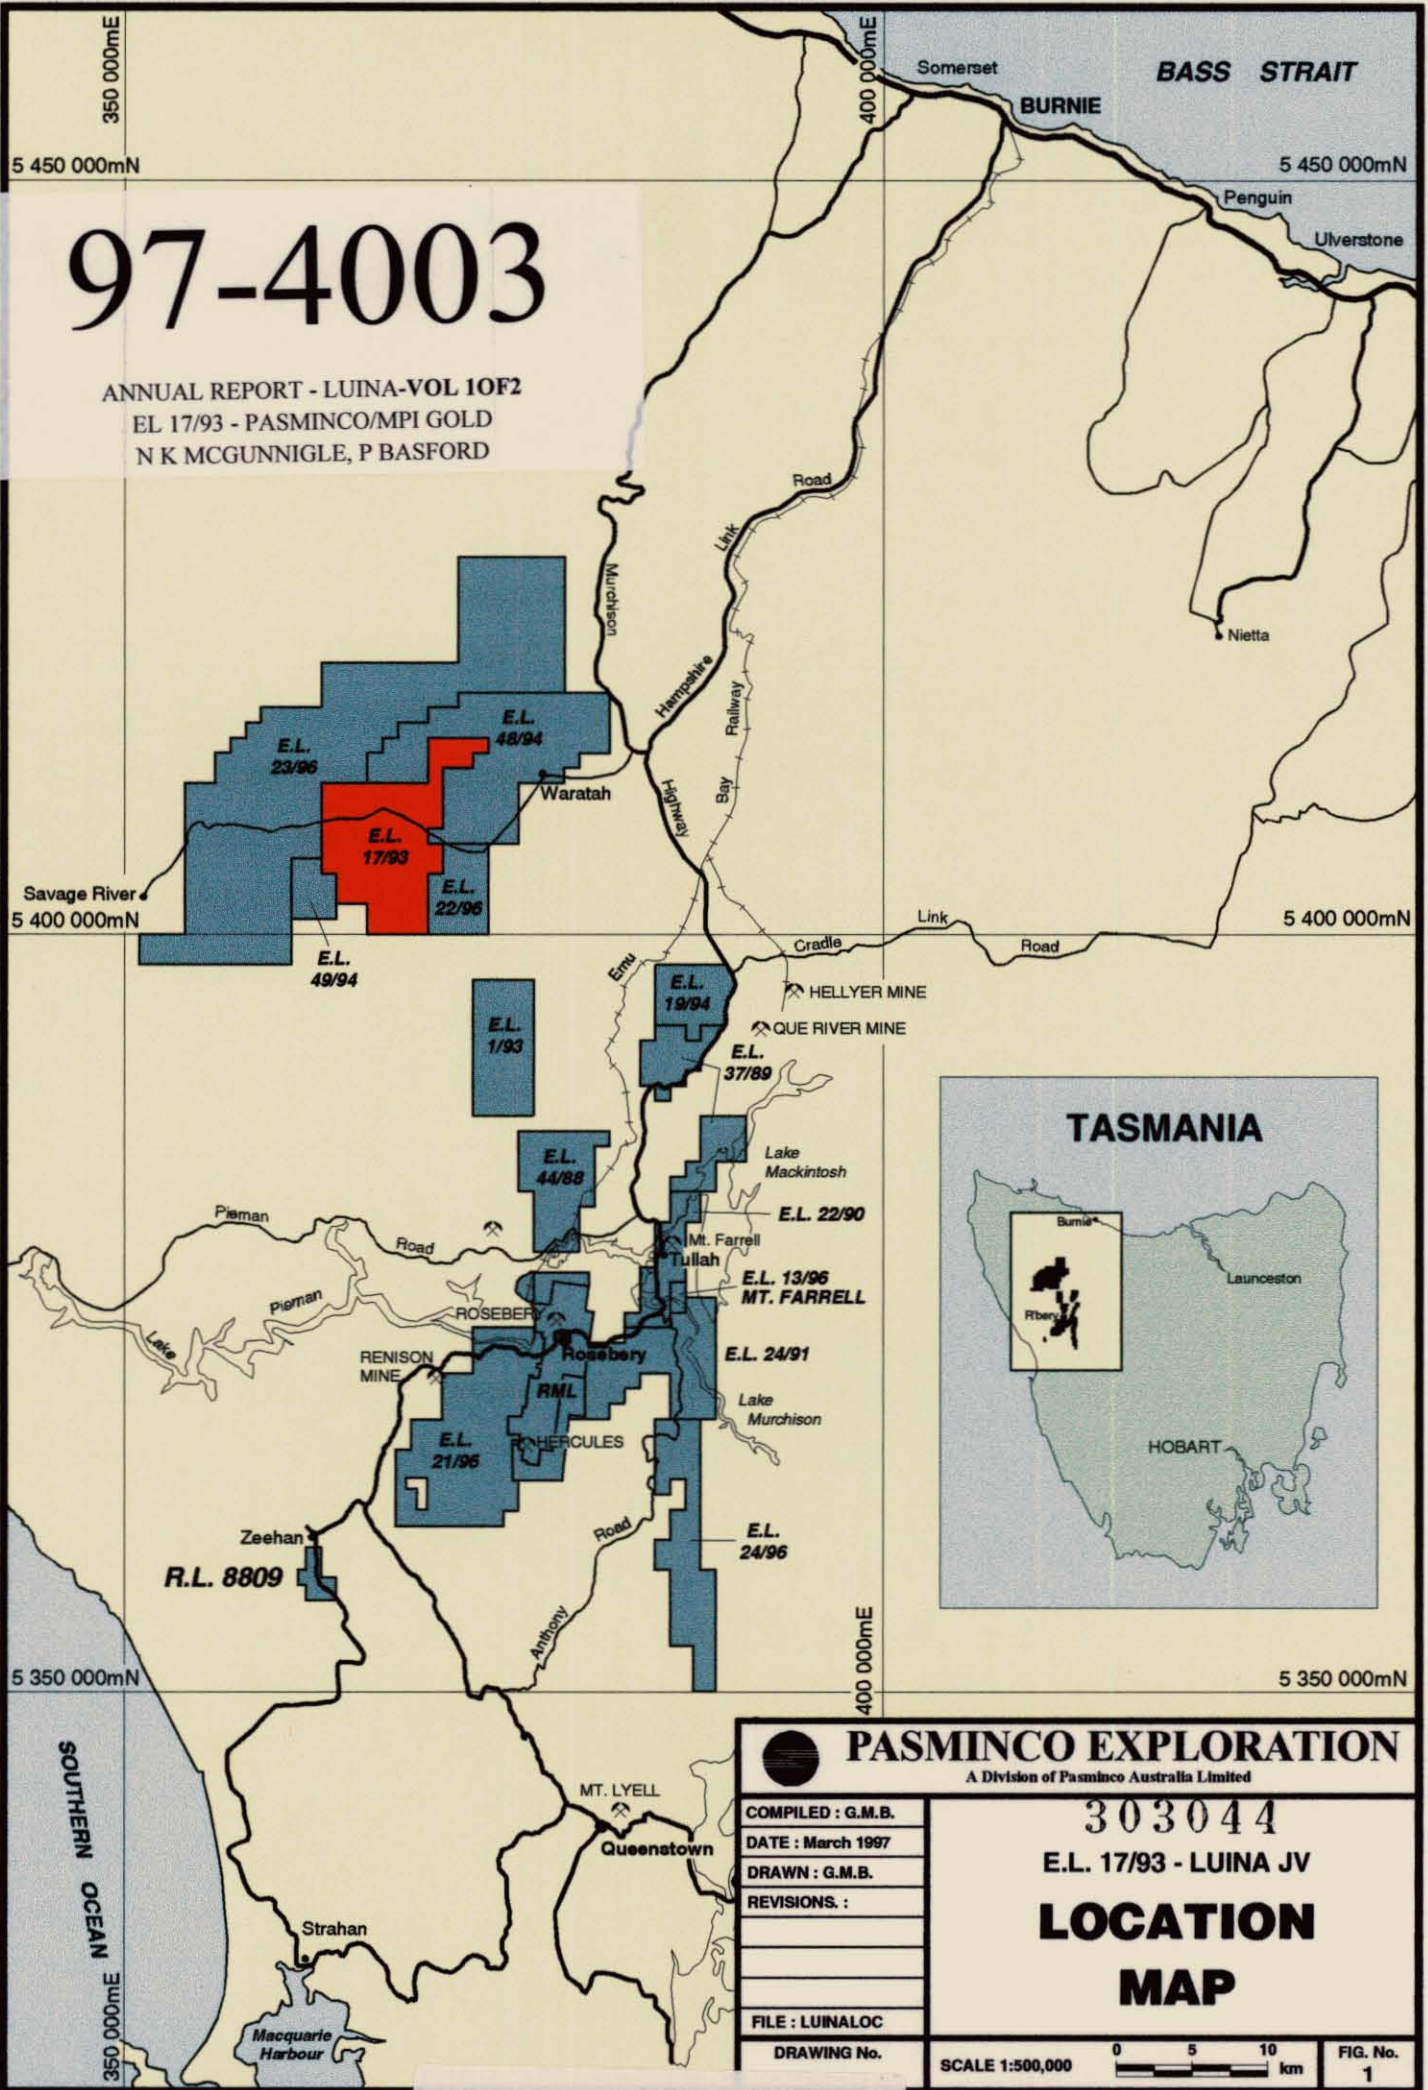 350 000mE
400 000mE
Somerset
BASS STRAIT
BURNIE
5 450 000mN
5 450 000mN
Penguin
Ulverstone
97-4003
ANNUAL REPORT - LUINA-VOL 1OF2
EL 17/93 - PASMINCO/MPI GOLD
N K MCGUNNIGLE, P BASFORD
Road
Link
Murchison
Nietta
Hampshire
Railway
E.L.
48/94
E.L.
23/96
Waratah
Bay
Highway
E.L.
17/93
Savage River
E.L.
22/96
5 400 000mN
5 400 000mN
Link
Cradle
Road
E.L.
49/94
Emu
E.L.
19/94
HELLYER MINE
E.L.
1/93
QUE RIVER MINE
E.L.
37/89
TASMANIA
Lake
Mackintosh
E.L.
44/88
Pieman
Road
E.L. 22/90
Burnie
Mt. Farrell
Tullah
Launceston
E.L. 13/96
MT. FARRELL
Pieman
ROSEBERY
R'bery
Lake
RENISON
MINE
Rosebery
E.L. 24/91
RML
Lake
Murchison
E.L.
21/96
HERCULES
HOBART
Zeehan
Road
E.L.
24/96
R.L. 8809
Anthony
400 000mE
5 350 000mN
5 350 000mN
SOUTHERN OCEAN
PASMINCO EXPLORATION
A Division of Pasminco Australia Limited
MT. LYELL
Queenstown
COMPILED : G.M.B.
DATE : March 1997
DRAWN : G.M.B.
REVISIONS. :
303044
E.L. 17/93 - LUINA JV
LOCATION
MAP
Strahan
350 000mE
Macquarie
Harbour
FILE : LUINALOC
DRAWING No.
SCALE 1:500,000
0 5 10
km
FIG. No.
1